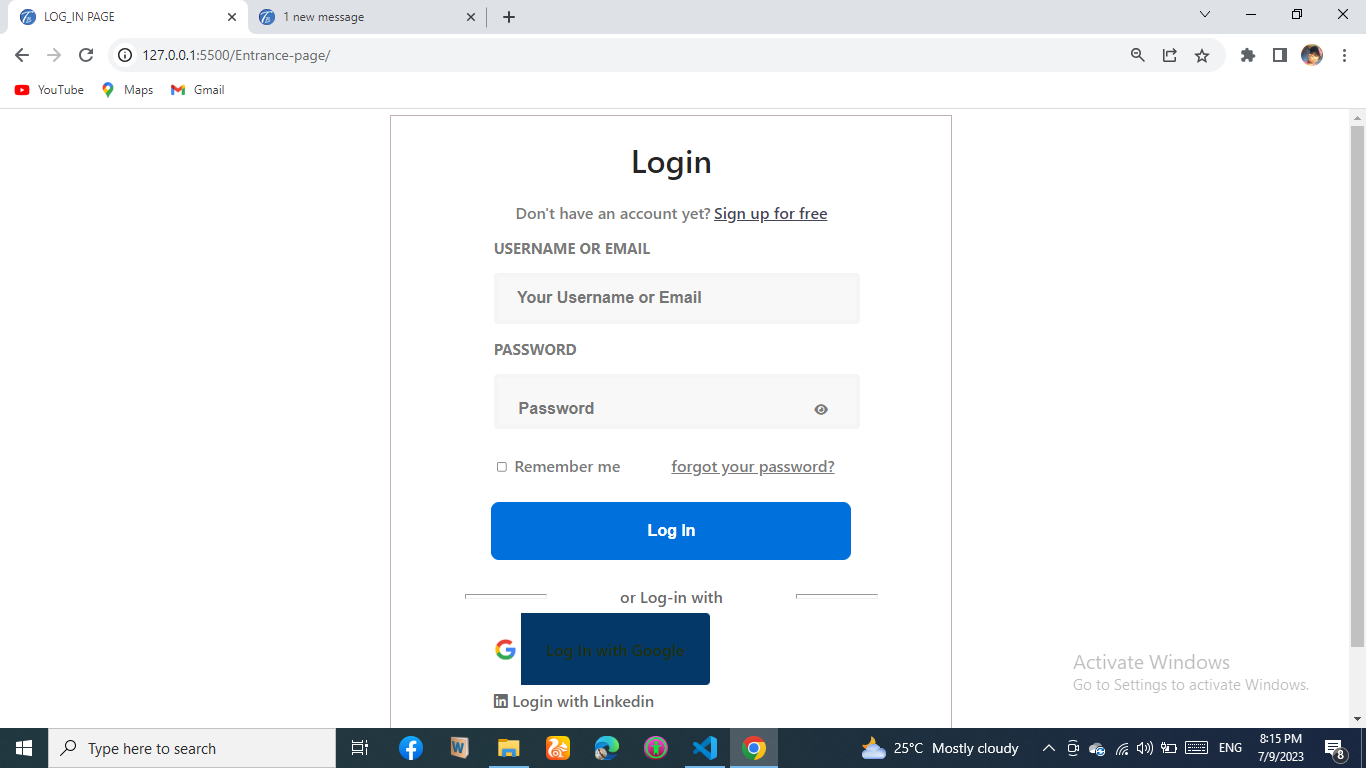 LOG_IN PAGE
1 new message
127.0.0.1:5500/Entrance-page/
YouTube
Maps
Gmail
Login
Don't have an account yet? Sign up for free
USERNAME OR EMAIL
Your Username or Email
PASSWORD
Password
Remember me
forgot your password?
Log In
or Log-in with
Log In with Google
Login with Linkedin
Activate Windows
Go to Settings to activate Windows.
Type here to search
25°C Mostly cloudy
ENG
8:15 PM
7/9/2023
8